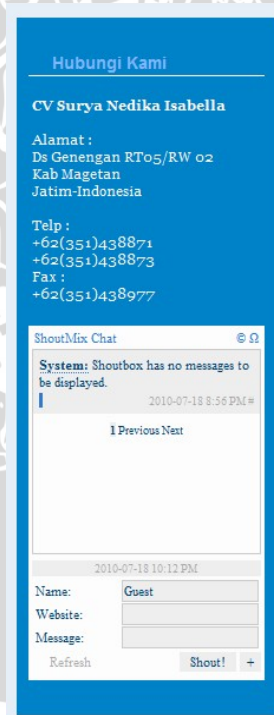 Hubungi Kami
CV Surya Nedika Isabella
Alamat :
Ds Genengan RT05/RW 02
Kab Magetan
Jatim-Indonesia
Telp :
+62(351)438871
+62(351)438873
Fax :
+62(351)438977
ShoutMix Chat © Ω
System: Shoutbox has no messages to
be displayed.
2010-07-18 8:56 PM #
1 Previous Next
2010-07-18 10:12 PM
Name: Guest
Website:
Message:
Refresh Shout! +